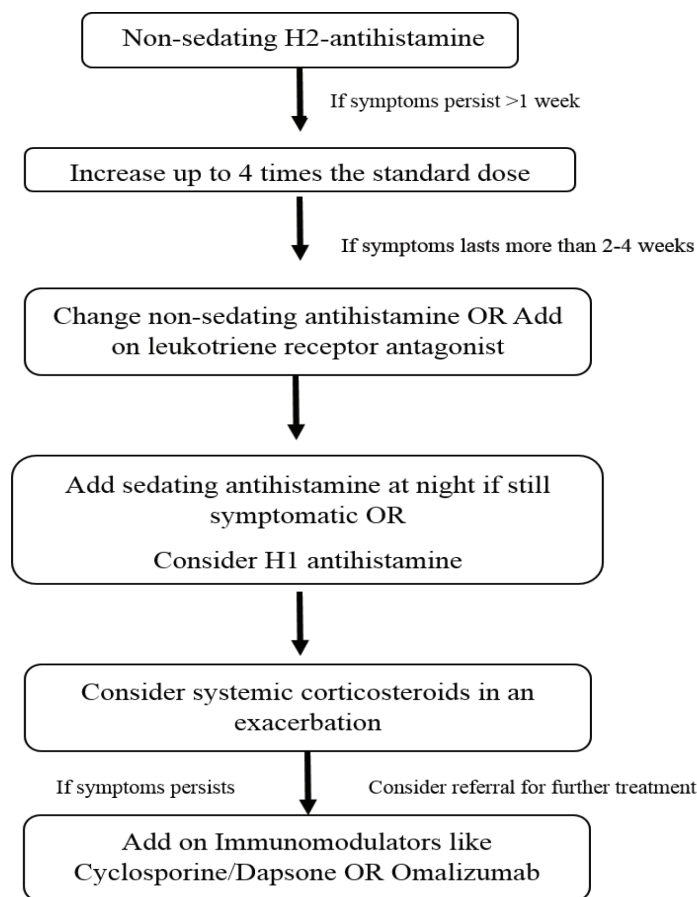 Non-sedating H2-antihistamine
If symptoms persist >1 week
Increase up to 4 times the standard dose
If symptoms lasts more than 2-4 weeks
Change non-sedating antihistamine OR Add
on leukotriene receptor antagonist
Add sedating antihistamine at night if still
symptomatic OR
Consider H1 antihistamine
Consider systemic corticosteroids in an
exacerbation
If symptoms persists
Consider referral for further treatment
Add on Immunomodulators like
Cyclosporine/Dapsone OR Omalizumab